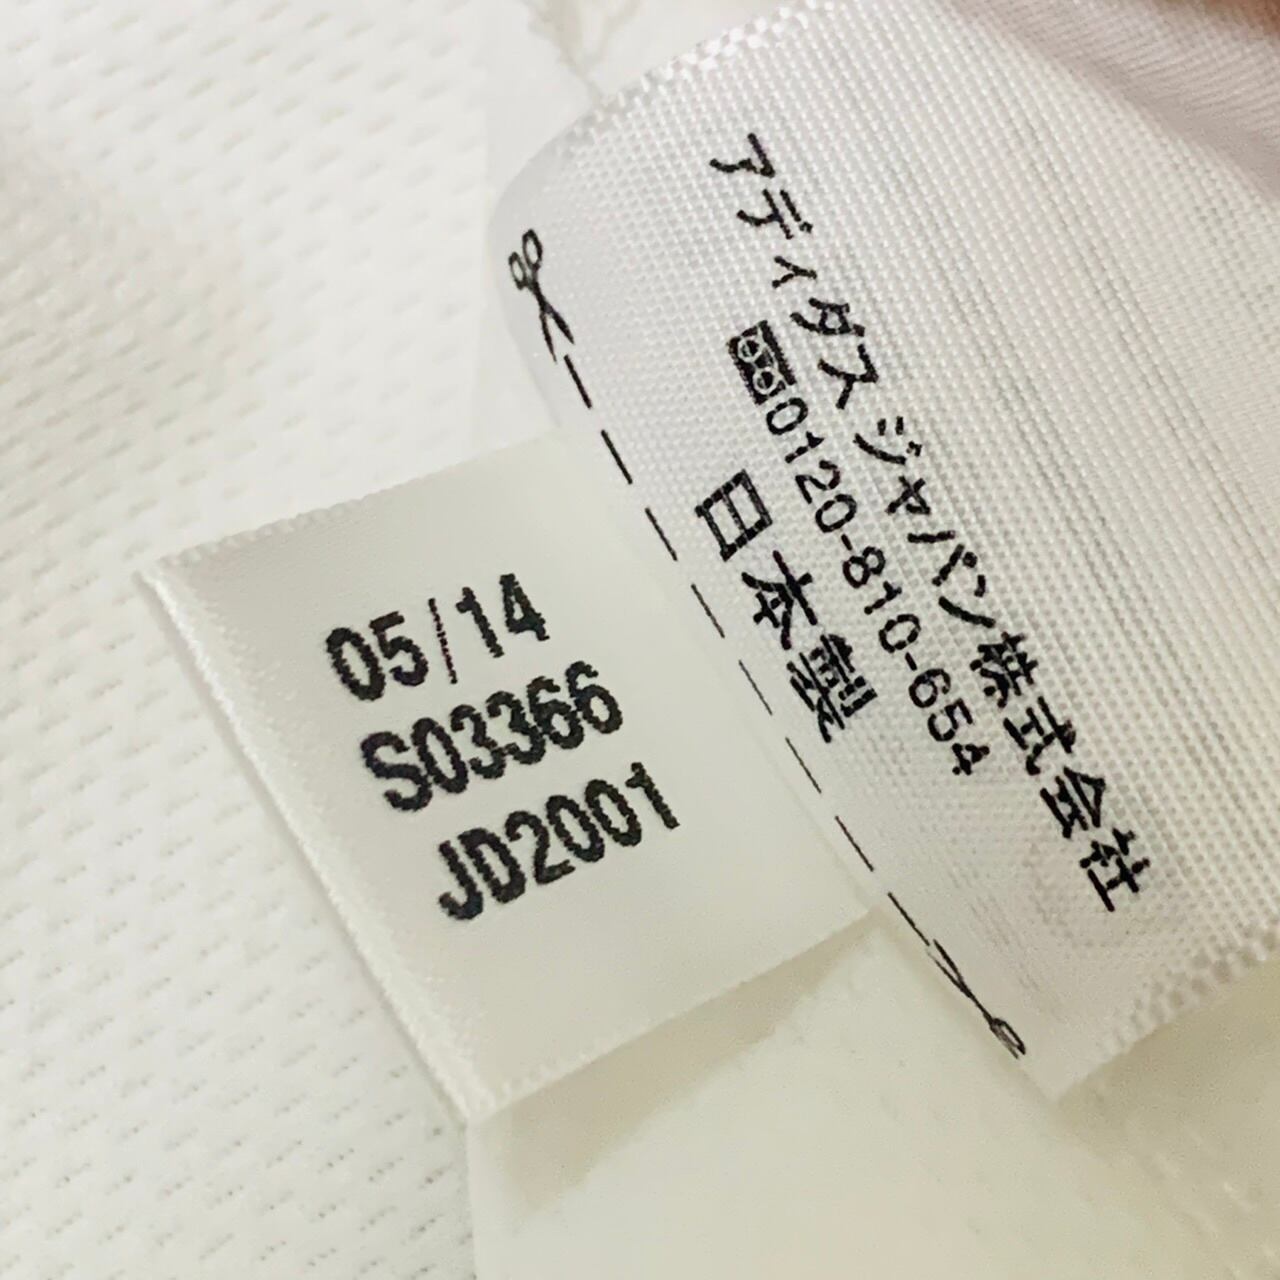 アディダス ジャパン株式会社
0120-810-654
日本製
05/14
S03366
JD2001